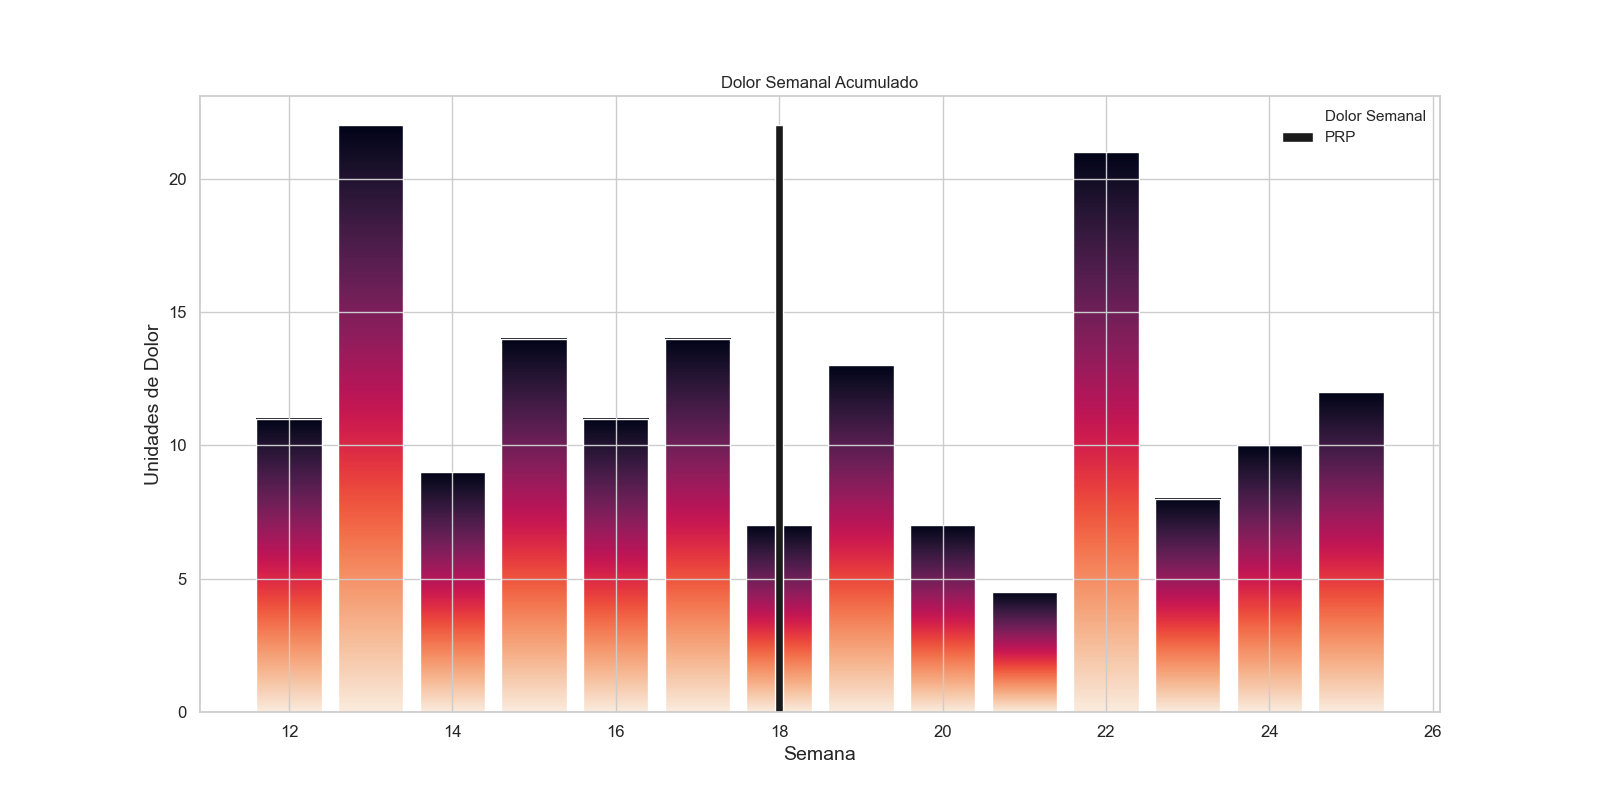 Dolor Semanal Acumulado
Dolor Semanal
PRP
Unidades de Dolor
20
15
10
5
0
12 14 16 18 20 22 24 26
Semana